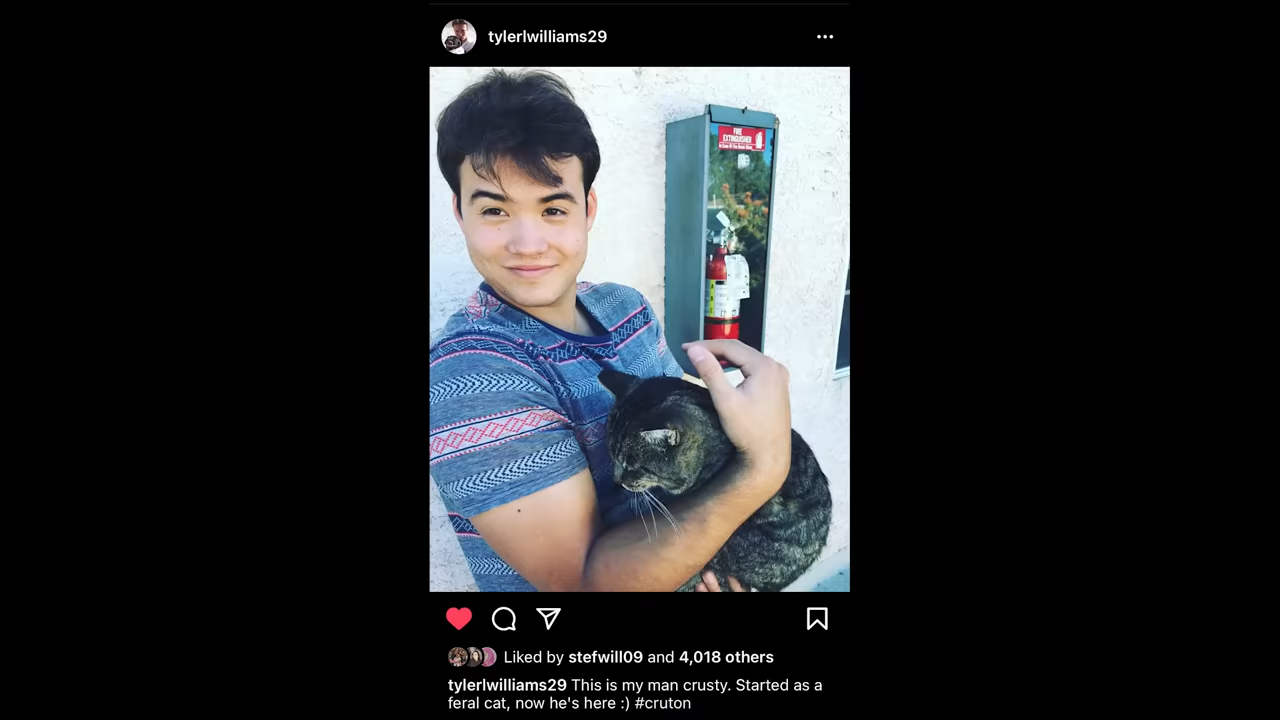 tylerlwilliams29
FIRE
EXTINGUISHER
Liked by stefwill09 and 4,018 others
tylerlwilliams29 This is my man crusty. Started as a
feral cat, now he's here :) #cruton